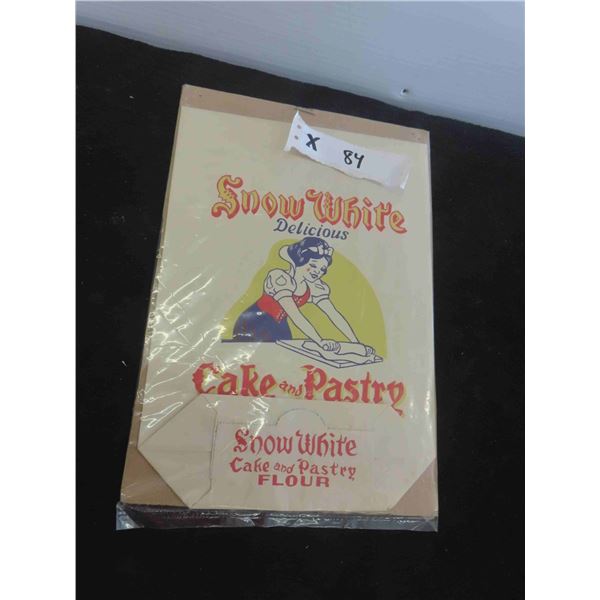 X 84
Snow White
Delicious
Cake and Pastry
Snow White
Cake and Pastry
FLOUR